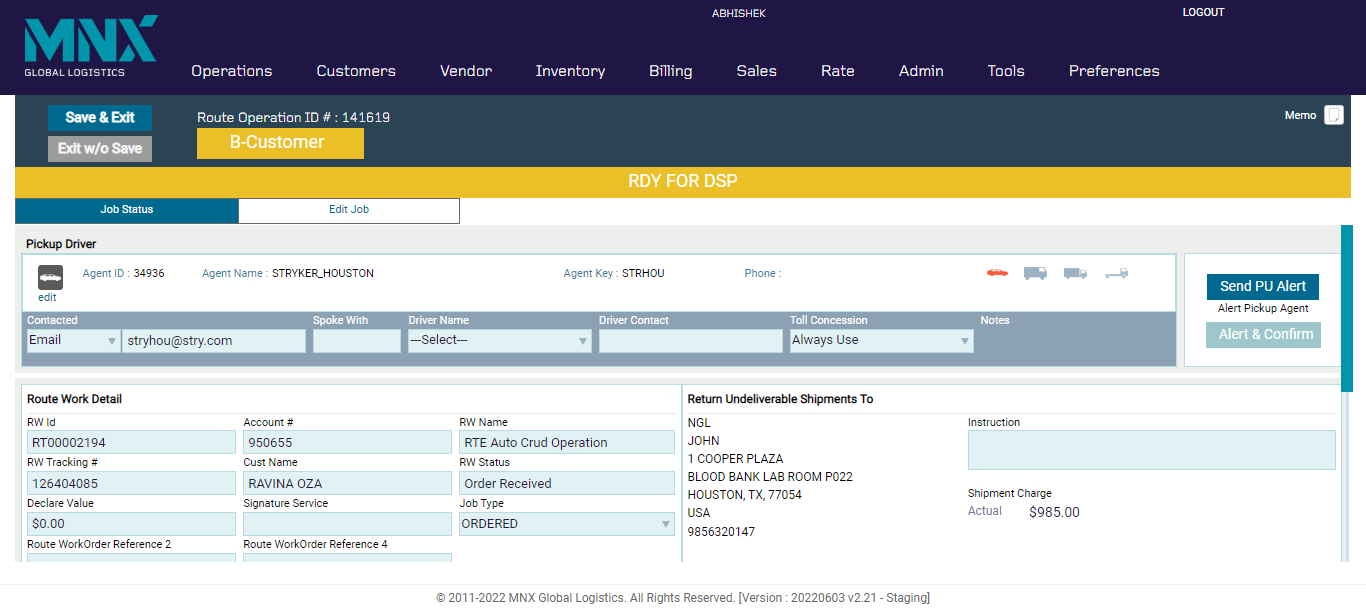 ABHISHEK
LOGOUT
MNX
GLOBAL LOGISTICS
Operations Customers Vendor Inventory Billing Sales Rate Admin Tools Preferences
Save & Exit
Exit w/o Save
Route Operation ID # : 141619
B-Customer
Memo
RDY FOR DSP
Job Status Edit Job
Pickup Driver
edit
Agent ID : 34936 Agent Name : STRYKER_HOUSTON Agent Key : STRHOU Phone :
Contacted Spoke With Driver Name Driver Contact Toll Concession Notes
Email stryhou@stry.com ---Select--- Always Use
Send PU Alert
Alert Pickup Agent
Alert & Confirm
Route Work Detail
RW Id Account # RW Name
RT00002194 950655 RTE Auto Crud Operation
RW Tracking # Cust Name RW Status
126404085 RAVINA OZA Order Received
Declare Value Signature Service Job Type
$0.00 ORDERED
Route WorkOrder Reference 2 Route WorkOrder Reference 4
Return Undeliverable Shipments To
NGL
JOHN
1 COOPER PLAZA
BLOOD BANK LAB ROOM P022
HOUSTON, TX, 77054
USA
9856320147
Instruction
Shipment Charge
Actual $985.00
© 2011-2022 MNX Global Logistics. All Rights Reserved. [Version : 20220603 v2.21 - Staging]